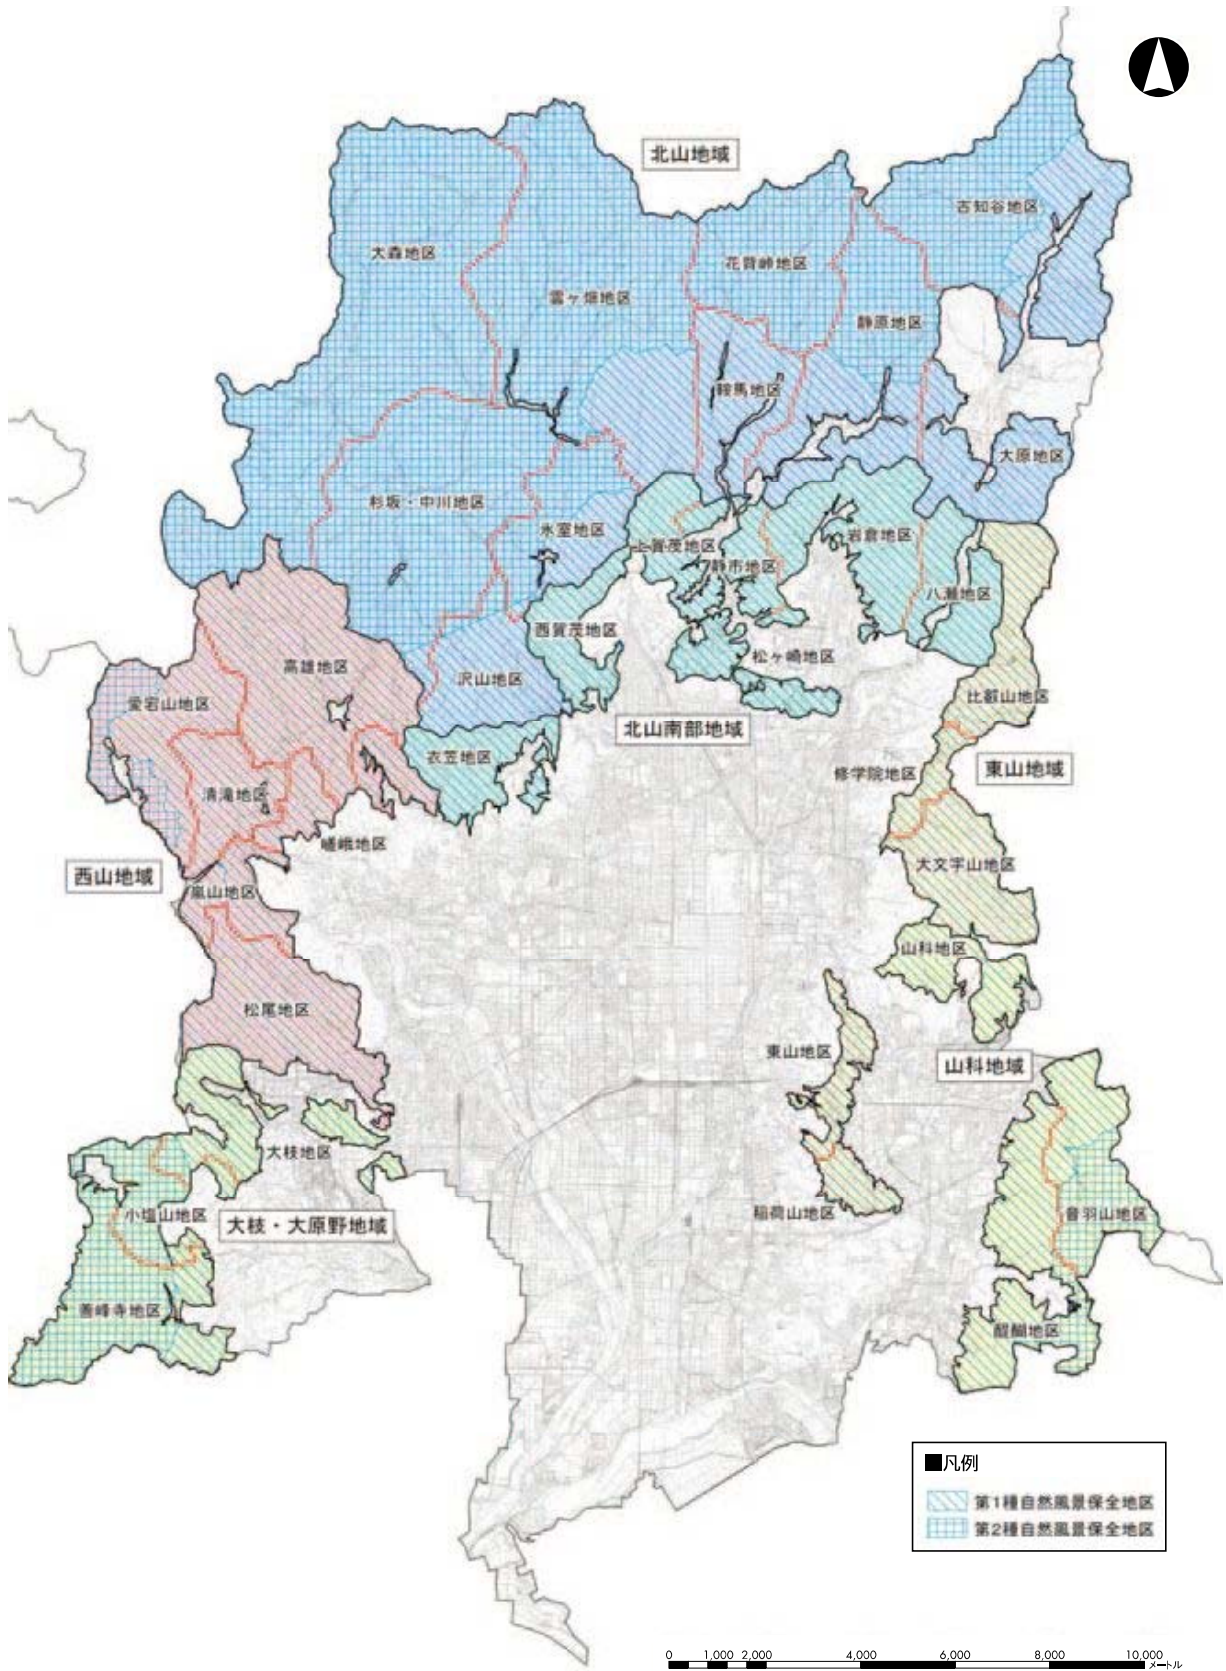 北山地域
古知谷地区
大森地区
花背峠地区
雲ヶ畑地区
静原地区
鞍馬地区
大原地区
杉坂・中川地区
氷室地区
岩倉地区
上賀茂地区
静市地区
八瀬地区
西賀茂地区
松ヶ崎地区
高雄地区
沢山地区
比叡山地区
愛宕山地区
北山南部地域
衣笠地区
東山地域
修学院地区
清滝地区
嵯峨地区
大文字山地区
西山地域
嵐山地区
山科地区
松尾地区
東山地区
山科地域
大枝地区
小塩山地区
大枝・大原野地域
稲荷山地区
音羽山地区
善峰寺地区
醍醐地区
■凡例
第1種自然風景保全地区
第2種自然風景保全地区
0 1,000 2,000 4,000 6,000 8,000 10,000
メートル